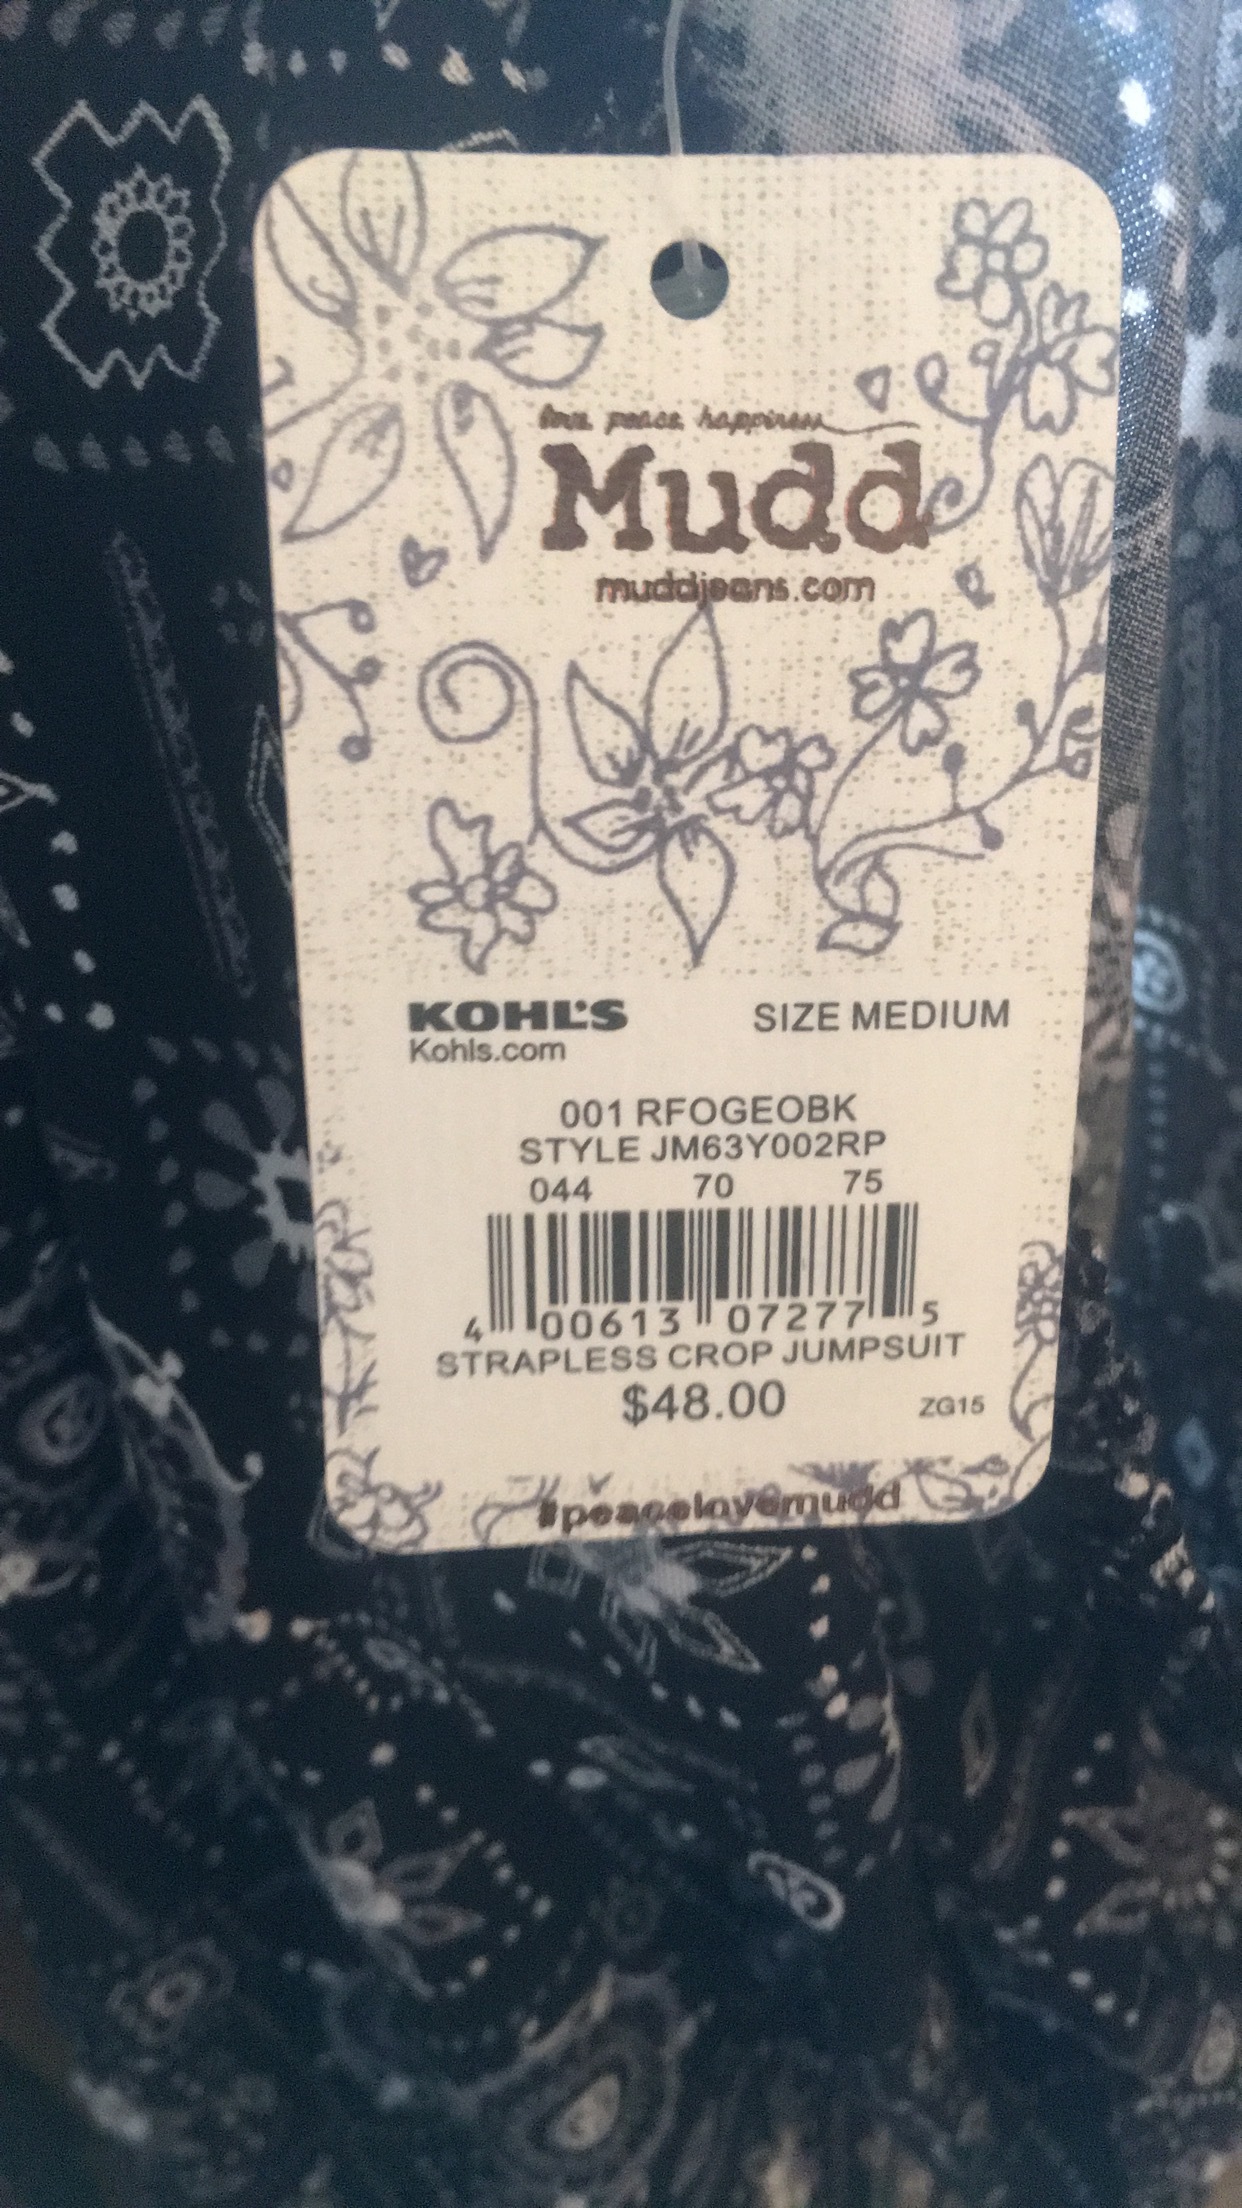 love peace happiness
Mudd
muddjeans.com
KOHL'S SIZE MEDIUM
Kohls.com
001 RFOGEOBK
STYLE JM63Y002RP
044 70 75
4 00613 07277 5
STRAPLESS CROP JUMPSUIT
$48.00 ZG15
#peacelovemudd